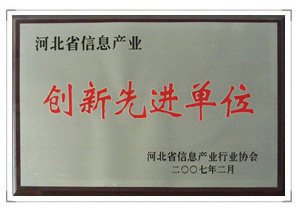 河北省信息产业
创新先进单位
河北省信息产业行业协会
二〇〇七年二月